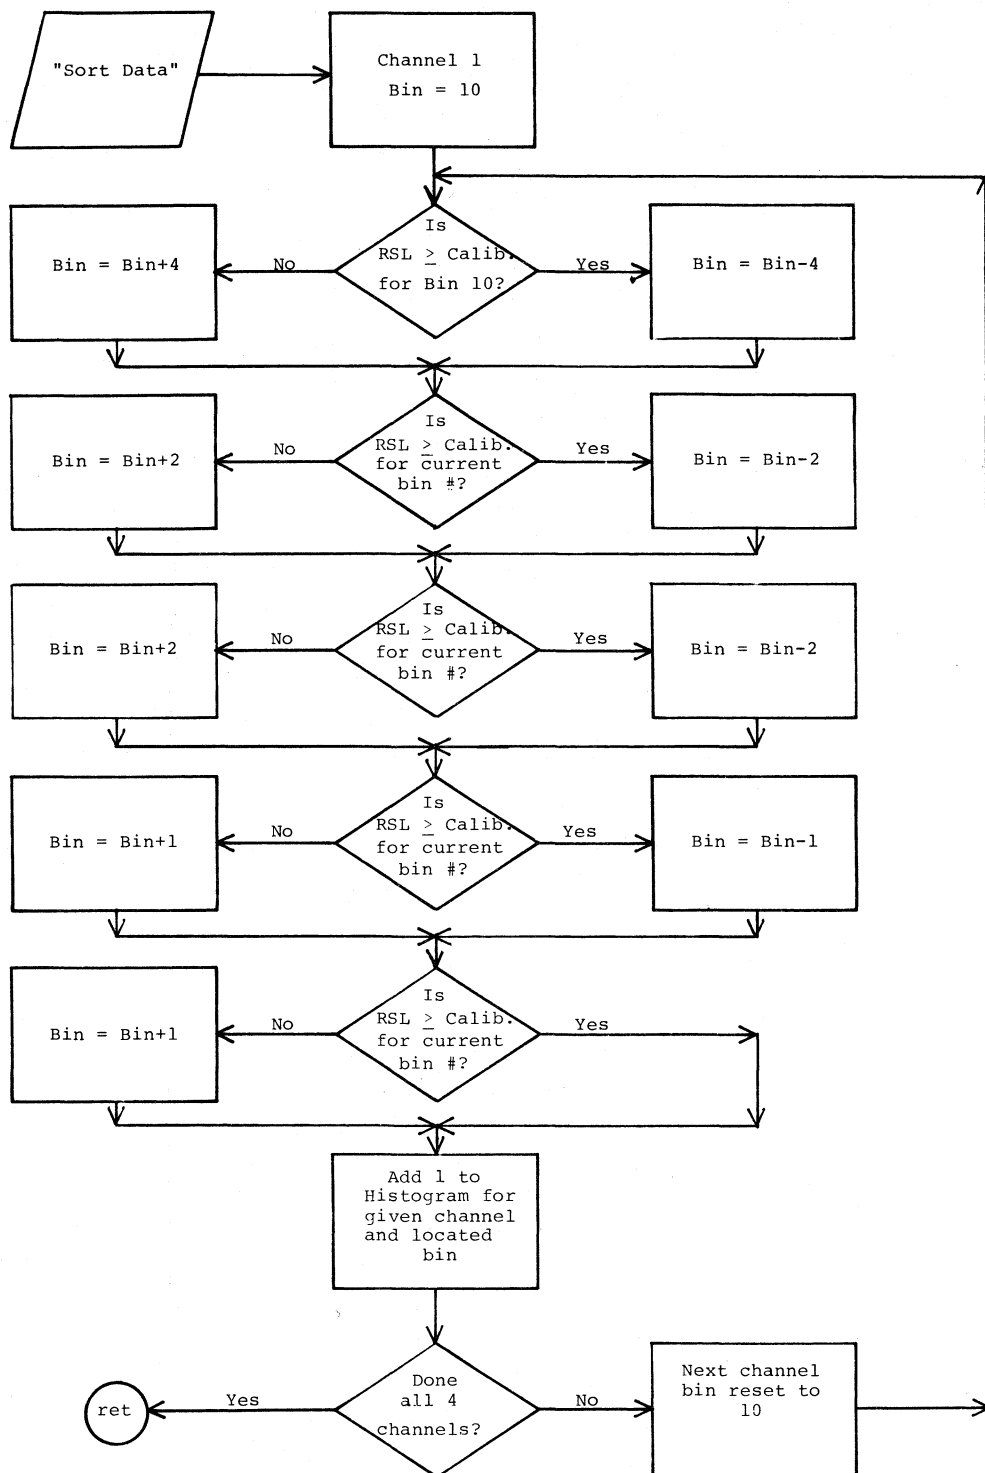 "Sort Data"
Channel 1
Bin = 10
Is
RSL ≥ Calib.
for Bin 10?
No
Yes
Bin = Bin+4
Bin = Bin-4
Is
RSL ≥ Calib.
for current
bin #?
No
Yes
Bin = Bin+2
Bin = Bin-2
Is
RSL ≥ Calib.
for current
bin #?
No
Yes
Bin = Bin+2
Bin = Bin-2
Is
RSL ≥ Calib.
for current
bin #?
No
Yes
Bin = Bin+1
Bin = Bin-1
Is
RSL ≥ Calib.
for current
bin #?
No
Yes
Bin = Bin+1
Add 1 to
Histogram for
given channel
and located
bin
Done
all 4
channels?
Yes
No
ret
Next channel
bin reset to
10